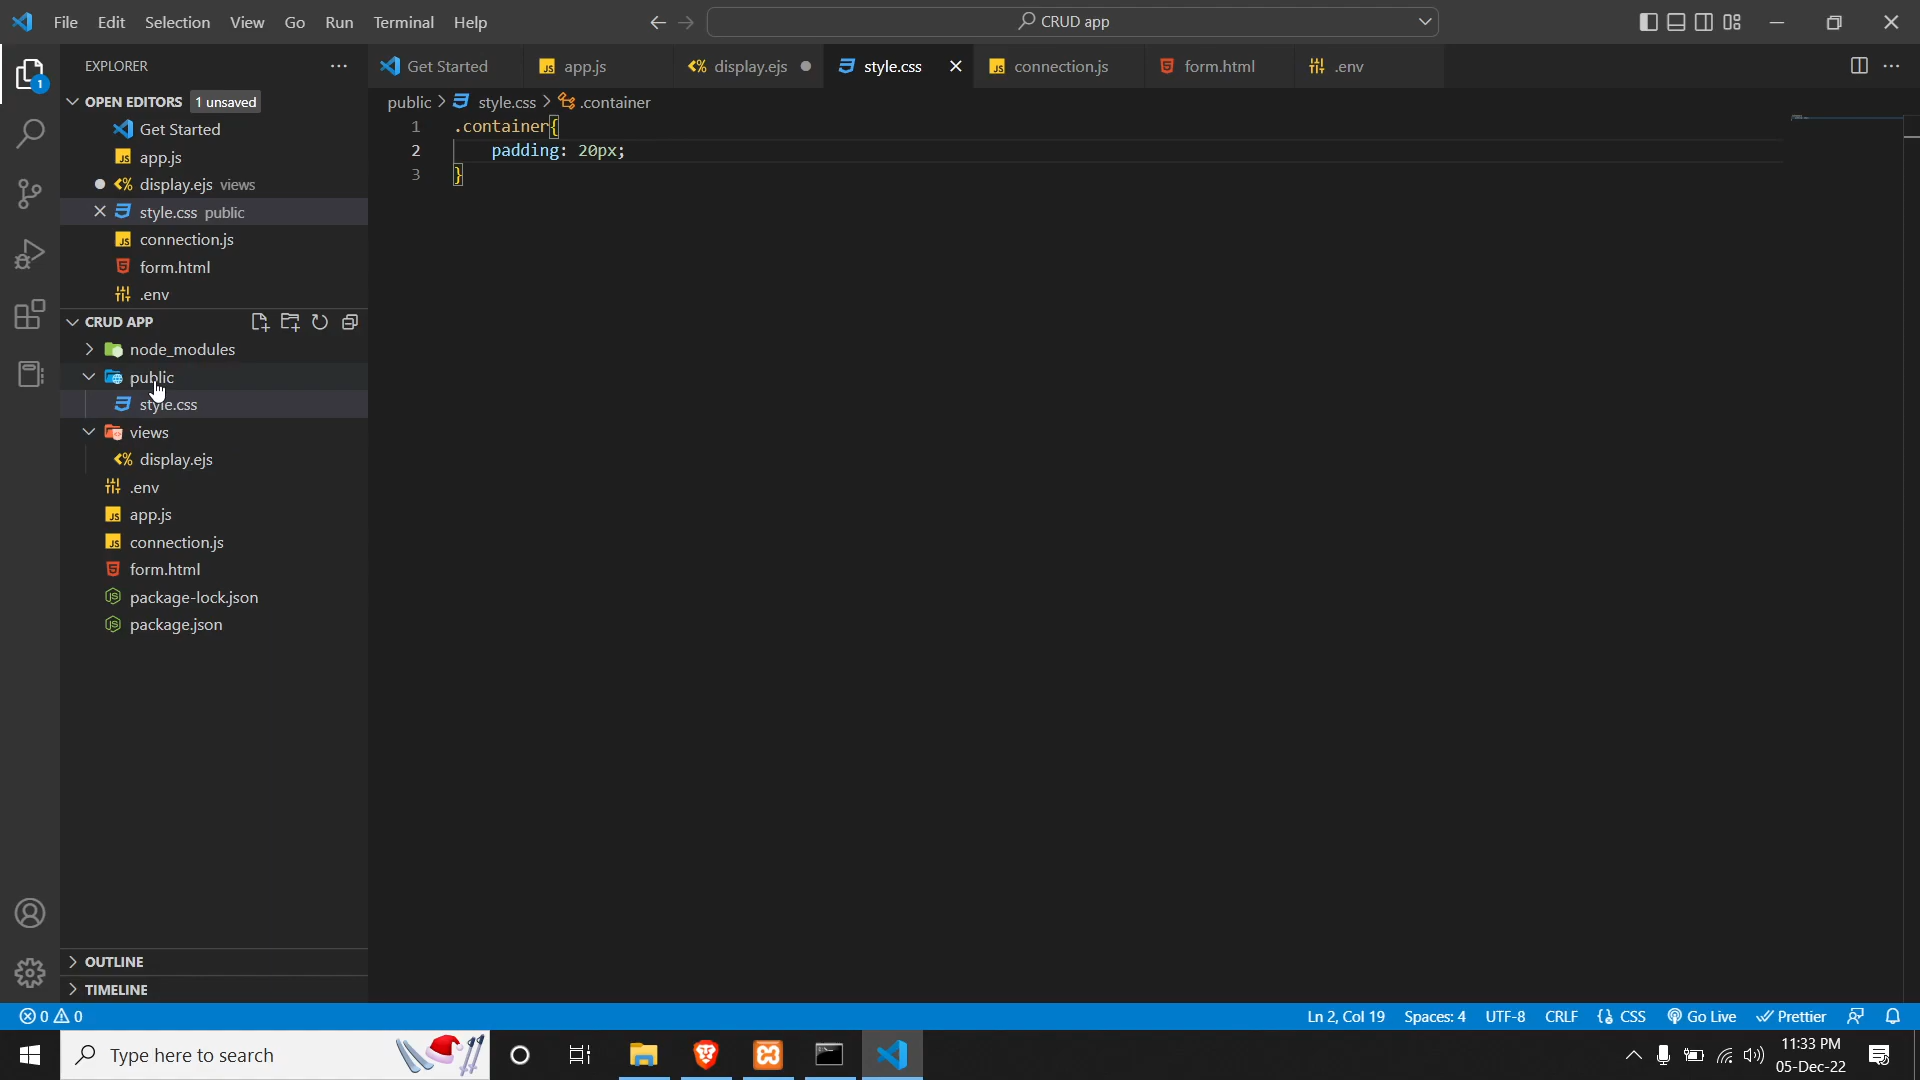 File Edit Selection View Go Run Terminal Help
CRUD app
EXPLORER
OPEN EDITORS 1 unsaved
Get Started
app.js
display.ejs views
style.css public
connection.js
form.html
.env
CRUD APP
node_modules
public
style.css
views
display.ejs
.env
app.js
connection.js
form.html
package-lock.json
package.json
OUTLINE
TIMELINE
Get Started app.js display.ejs style.css connection.js form.html .env
public > style.css > .container
1 .container{
2 padding: 20px;
3 }
0 0 Ln 2, Col 19 Spaces: 4 UTF-8 CRLF CSS Go Live Prettier
Type here to search
11:33 PM
05-Dec-22